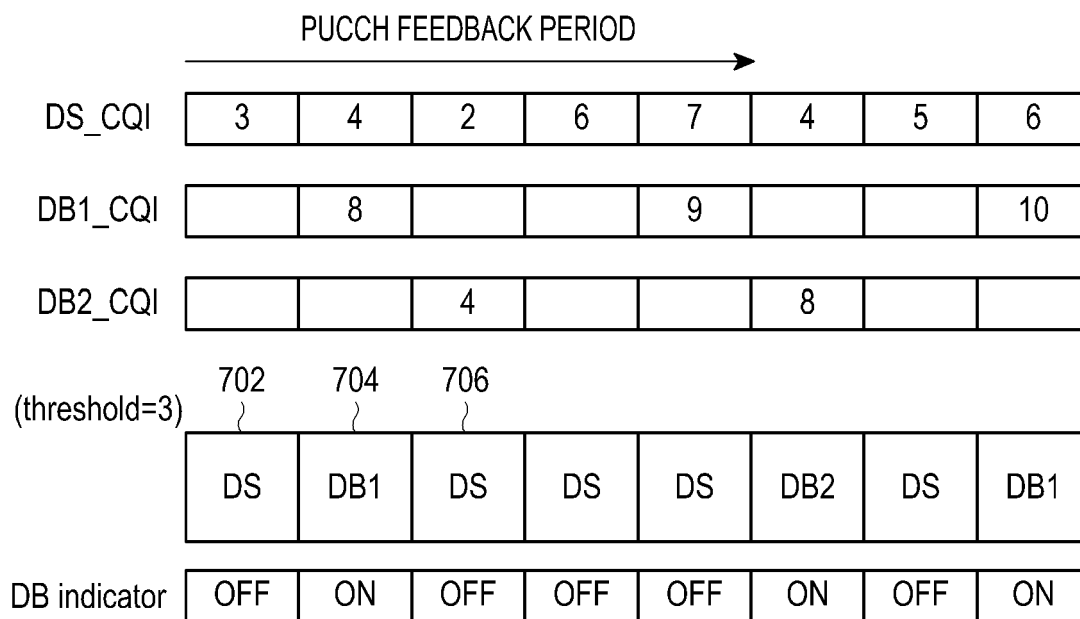 PUCCH FEEDBACK PERIOD
DS_CQI 3 4 2 6 7 4 5 6
DB1_CQI 8 9 10
DB2_CQI 4 8
702 704 706
(threshold=3)
DS DB1 DS DS DS DB2 DS DB1
DB indicator OFF ON OFF OFF OFF ON OFF ON